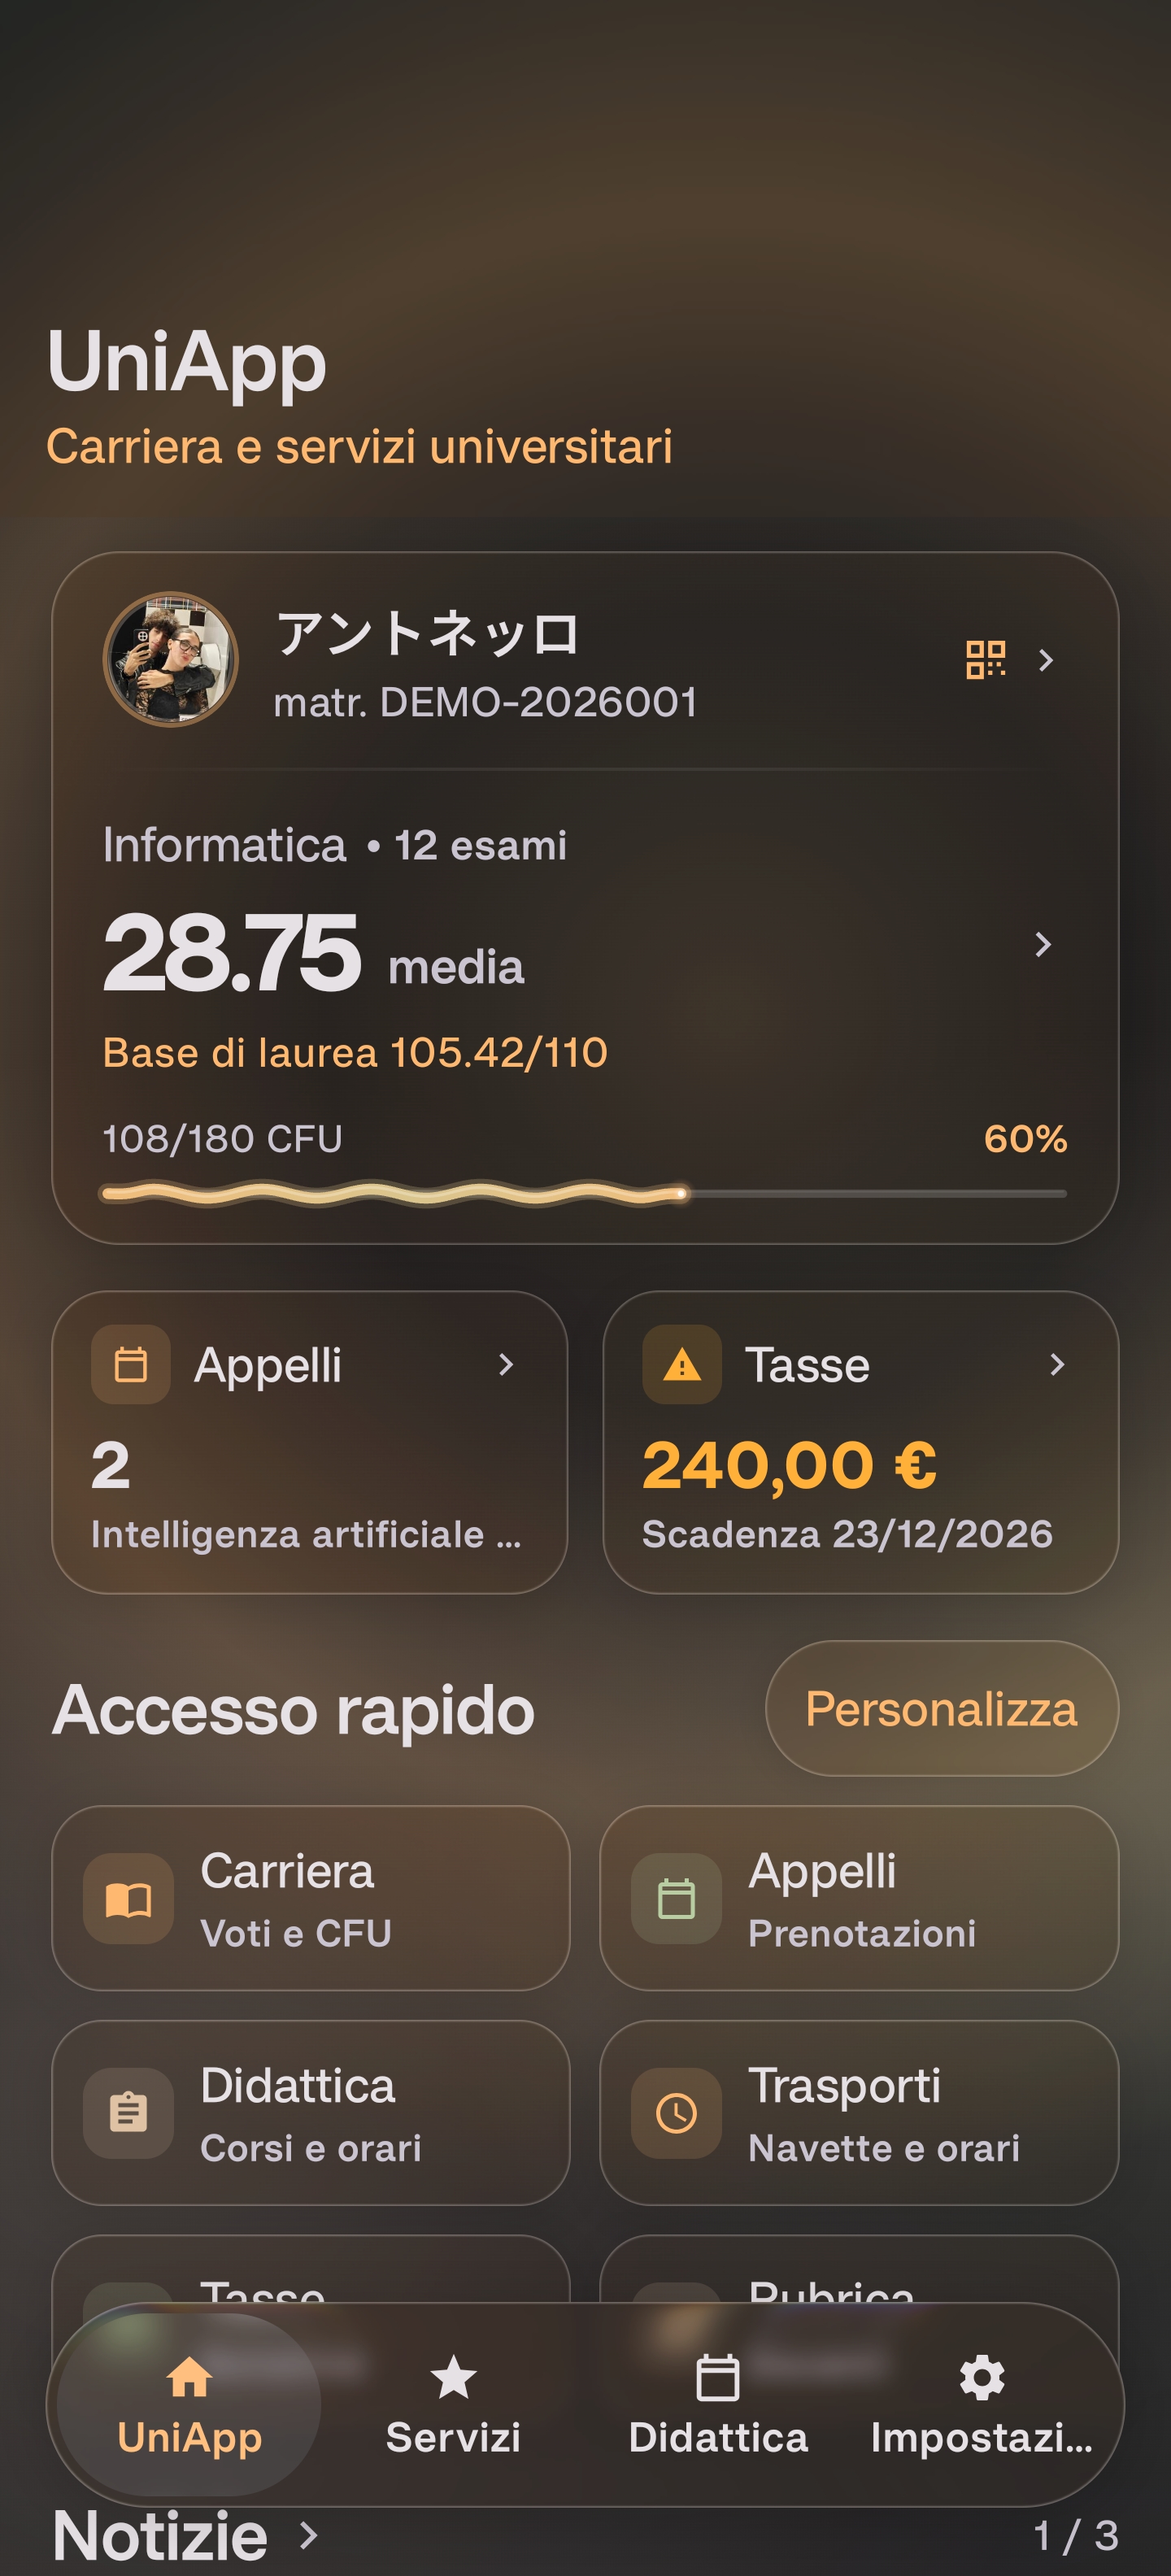 UniApp
Carriera e servizi universitari
アントネッロ
matr. DEMO-2026001
Informatica • 12 esami
28.75 media
Base di laurea 105.42/110
108/180 CFU 60%
Appelli
2
Intelligenza artificiale ...
Tasse
240,00 €
Scadenza 23/12/2026
Accesso rapido
Personalizza
Carriera
Voti e CFU
Appelli
Prenotazioni
Didattica
Corsi e orari
Trasporti
Navette e orari
Tasse
Rubrica
UniApp
Servizi
Didattica
Impostazi...
Notizie
1 / 3